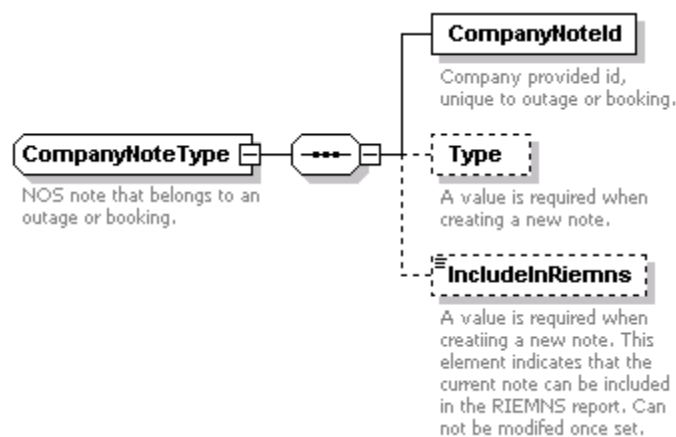 CompanyNoteId
Company provided id,
unique to outage or booking.
CompanyNoteType
NOS note that belongs to an
outage or booking.
Type
A value is required when
creating a new note.
IncludeInRiemns
A value is required when
creatiing a new note. This
element indicates that the
current note can be included
in the RIEMNS report. Can
not be modifed once set.